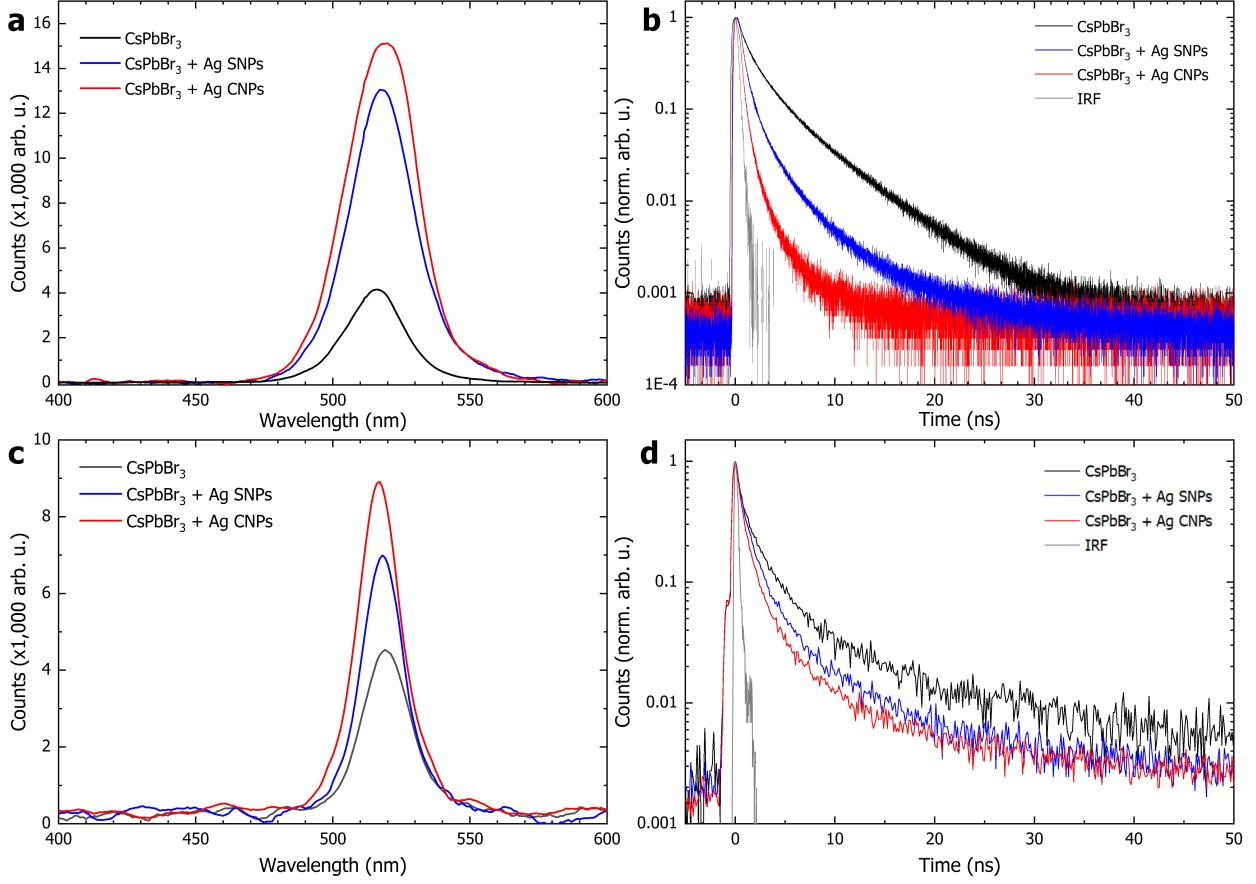 a
CsPbBr₃
CsPbBr₃ + Ag SNPs
CsPbBr₃ + Ag CNPs
Counts (x1,000 arb. u.)
16
14
12
10
8
6
4
2
0
400
450
500
550
600
Wavelength (nm)
b
CsPbBr₃
CsPbBr₃ + Ag SNPs
CsPbBr₃ + Ag CNPs
IRF
Counts (norm. arb. u.)
1
0.1
0.01
0.001
1E-4
0
10
20
30
40
50
Time (ns)
c
CsPbBr₃
CsPbBr₃ + Ag SNPs
CsPbBr₃ + Ag CNPs
Counts (x1,000 arb. u.)
10
8
6
4
2
0
400
450
500
550
600
Wavelength (nm)
d
CsPbBr₃
CsPbBr₃ + Ag SNPs
CsPbBr₃ + Ag CNPs
IRF
Counts (norm. arb. u.)
1
0.1
0.01
0.001
0
10
20
30
40
50
Time (ns)